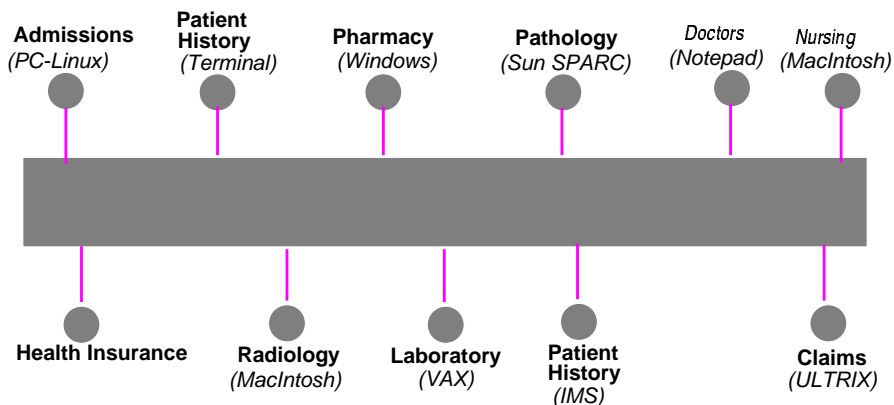 Admissions
(PC-Linux)
Patient
History
(Terminal)
Pharmacy
(Windows)
Pathology
(Sun SPARC)
Doctors
(Notepad)
Nursing
(MacIntosh)
Health Insurance
Radiology
(MacIntosh)
Laboratory
(VAX)
Patient
History
(IMS)
Claims
(ULTRIX)